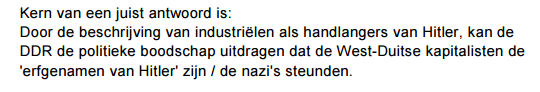 Kern van een juist antwoord is:
Door de beschrijving van industriëlen als handlangers van Hitler, kan de
DDR de politieke boodschap uitdragen dat de West-Duitse kapitalisten de
'erfgenamen van Hitler' zijn / de nazi's steunden.